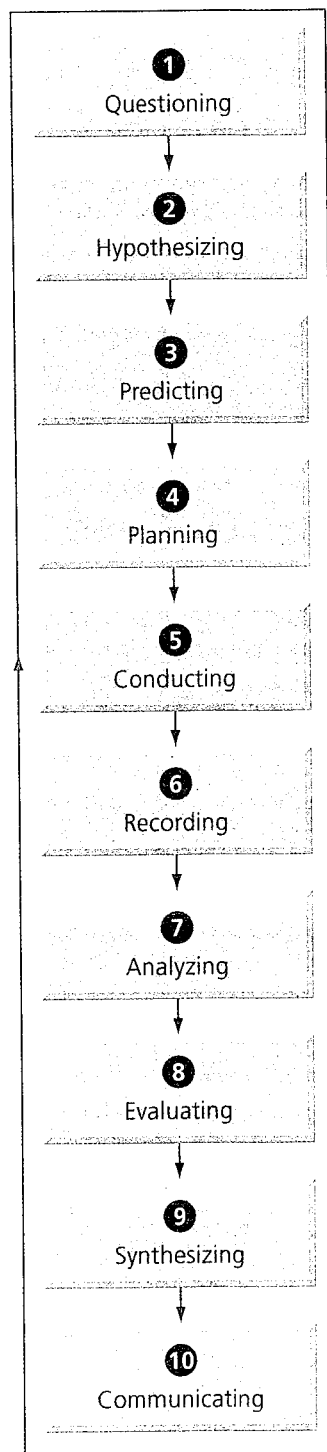 1
Questioning
2
Hypothesizing
3
Predicting
4
Planning
5
Conducting
6
Recording
7
Analyzing
8
Evaluating
9
Synthesizing
10
Communicating